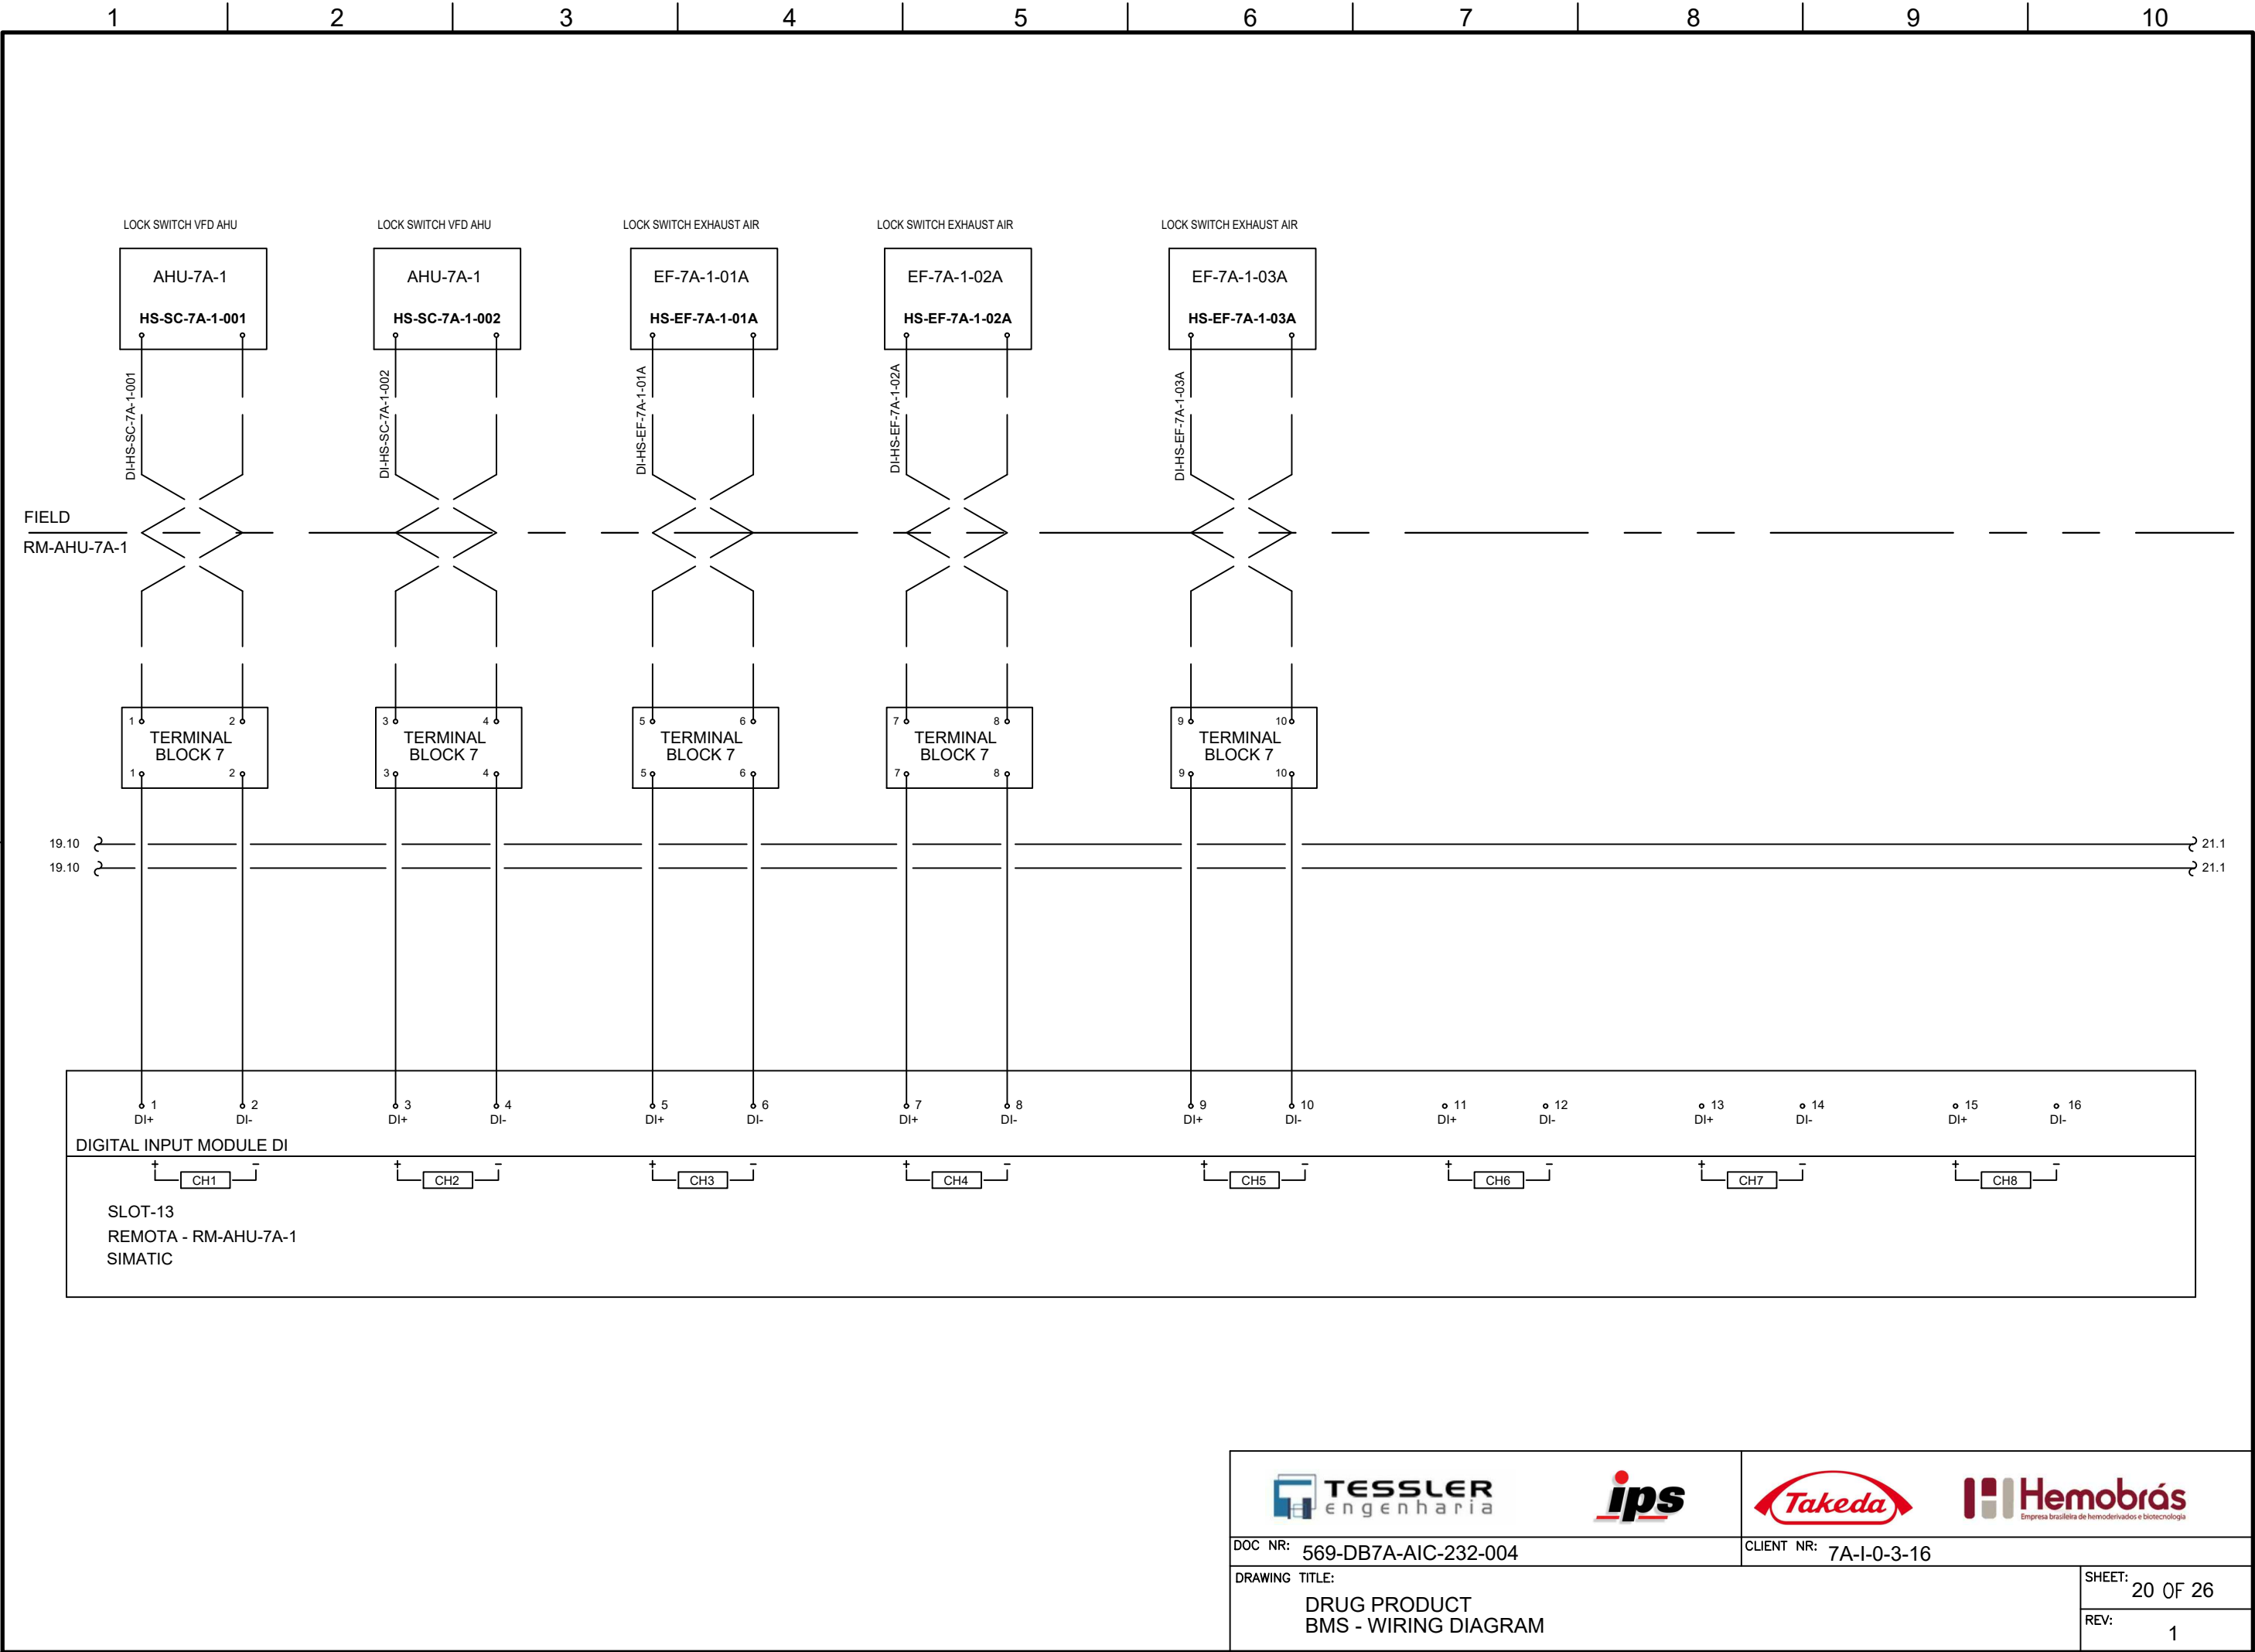 1 2 3 4 5 6 7 8 9 10
LOCK SWITCH VFD AHU
LOCK SWITCH VFD AHU
LOCK SWITCH EXHAUST AIR
LOCK SWITCH EXHAUST AIR
LOCK SWITCH EXHAUST AIR
AHU-7A-1
HS-SC-7A-1-001
AHU-7A-1
HS-SC-7A-1-002
EF-7A-1-01A
HS-EF-7A-1-01A
EF-7A-1-02A
HS-EF-7A-1-02A
EF-7A-1-03A
HS-EF-7A-1-03A
DI-HS-SC-7A-1-001
DI-HS-SC-7A-1-002
DI-HS-EF-7A-1-01A
DI-HS-EF-7A-1-02A
DI-HS-EF-7A-1-03A
FIELD
RM-AHU-7A-1
1 2
TERMINAL
BLOCK 7
1 2
3 4
TERMINAL
BLOCK 7
3 4
5 6
TERMINAL
BLOCK 7
5 6
7 8
TERMINAL
BLOCK 7
7 8
9 10
TERMINAL
BLOCK 7
9 10
19.10 21.1
19.10 21.1
1 2 3 4 5 6 7 8 9 10 11 12 13 14 15 16
DI+ DI- DI+ DI- DI+ DI- DI+ DI- DI+ DI- DI+ DI- DI+ DI- DI+ DI-
DIGITAL INPUT MODULE DI
+ - + - + - + - + - + - + - + -
CH1 CH2 CH3 CH4 CH5 CH6 CH7 CH8
SLOT-13
REMOTA - RM-AHU-7A-1
SIMATIC
TESSLER
engenharia
ips
Takeda
Hemobrás
Empresa brasileira de hemoderivados e biotecnologia
DOC NR: 569-DB7A-AIC-232-004
CLIENT NR: 7A-I-0-3-16
DRAWING TITLE:
DRUG PRODUCT
BMS - WIRING DIAGRAM
SHEET: 20 OF 26
REV: 1